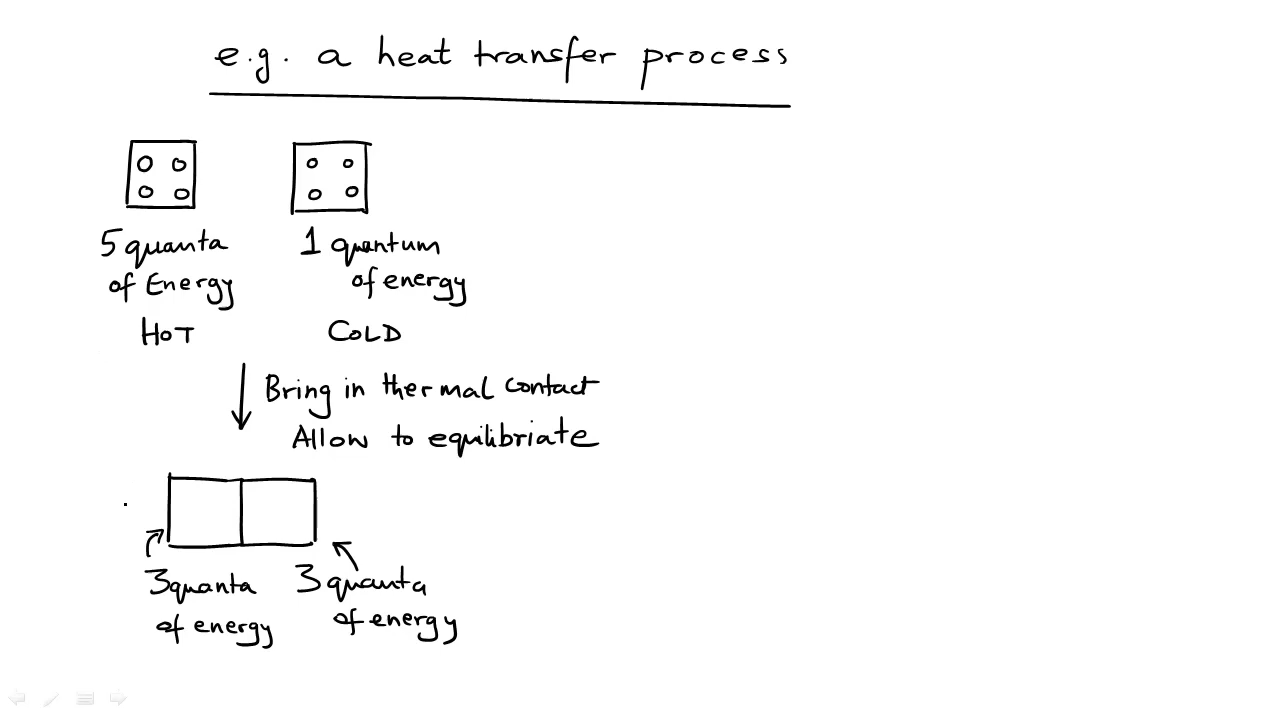 e.g. a heat transfer process
5 quanta
of Energy
HOT
1 quantum
of energy
COLD
Bring in thermal contact
Allow to equilibriate
3 quanta
of energy
3 quanta
of energy